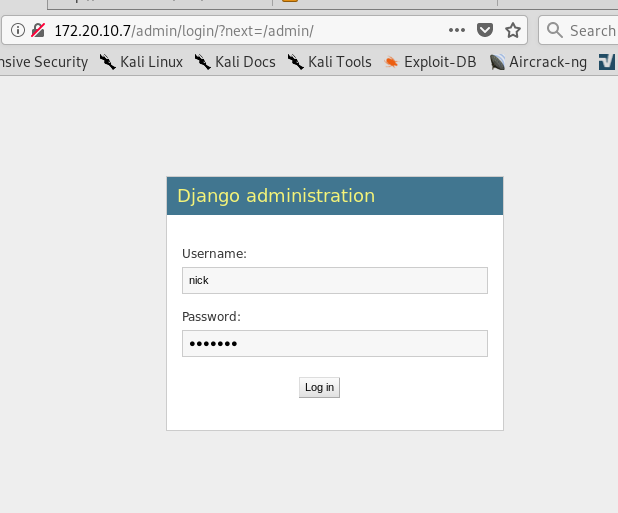 172.20.10.7/admin/login/?next=/admin/
Search
nsive Security Kali Linux Kali Docs Kali Tools Exploit-DB Aircrack-ng
Django administration
Username:
nick
Password:
•••••••
Log in